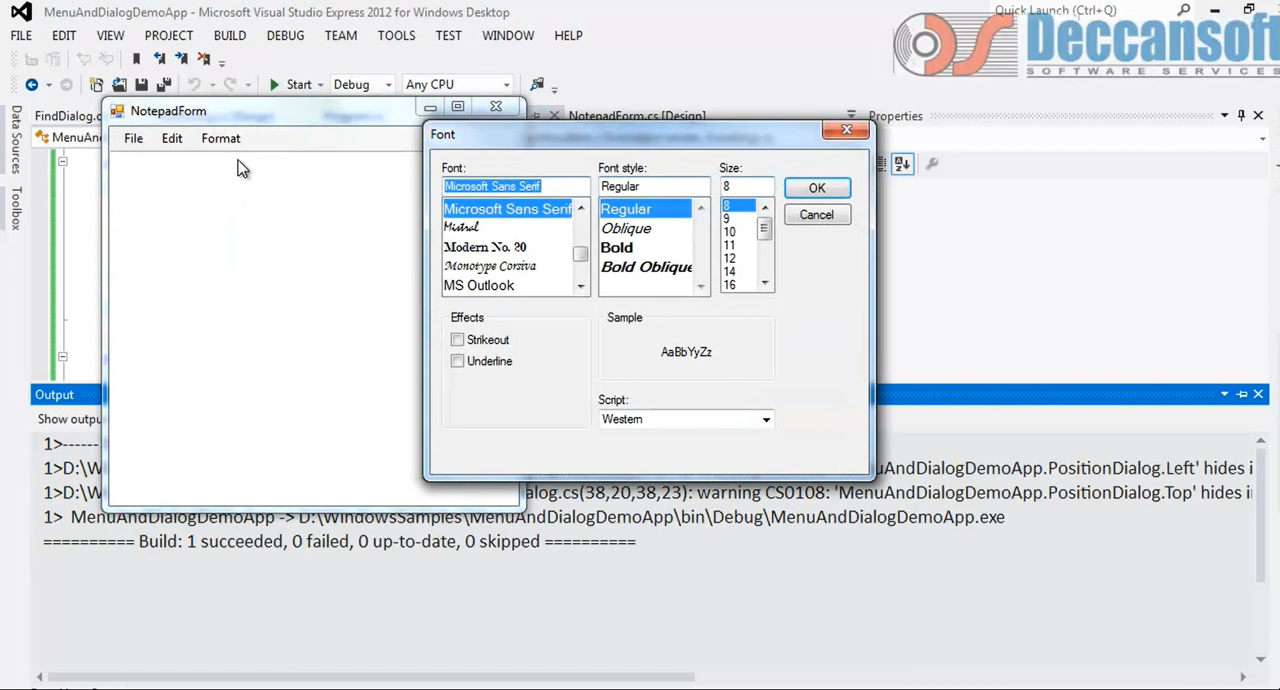 MenuAndDialogDemoApp - Microsoft Visual Studio Express 2012 for Windows Desktop
Quick Launch (Ctrl+Q)
Deccansoft
SOFTWARE SERVICES
FILE EDIT VIEW PROJECT BUILD DEBUG TEAM TOOLS TEST WINDOW HELP
Start Debug Any CPU
NotepadForm
FindDialog.c
NotepadForm.cs [Design]
Properties
MenuAnd
Data Sources
Toolbox
File Edit Format
Font
Font: Font style: Size:
Microsoft Sans Serif Regular 8
OK
Microsoft Sans Serif Regular 8
Mistral Oblique 9
Cancel
Modern No. 20 Bold 10
Monotype Corsiva Bold Oblique 11
MS Outlook 12
14
16
Effects Sample
Strikeout
AaBbYyZz
Underline
Script:
Western
Output
Show outpu
1>------
1>D:\W uAndDialogDemoApp.PositionDialog.Left' hides i
1>D:\W alog.cs(38,20,38,23): warning CS0108: 'MenuAndDialogDemoApp.PositionDialog.Top' hides i
1> MenuAndDialogDemoApp -> D:\WindowsSamples\MenuAndDialogDemoApp\bin\Debug\MenuAndDialogDemoApp.exe
========== Build: 1 succeeded, 0 failed, 0 up-to-date, 0 skipped ==========